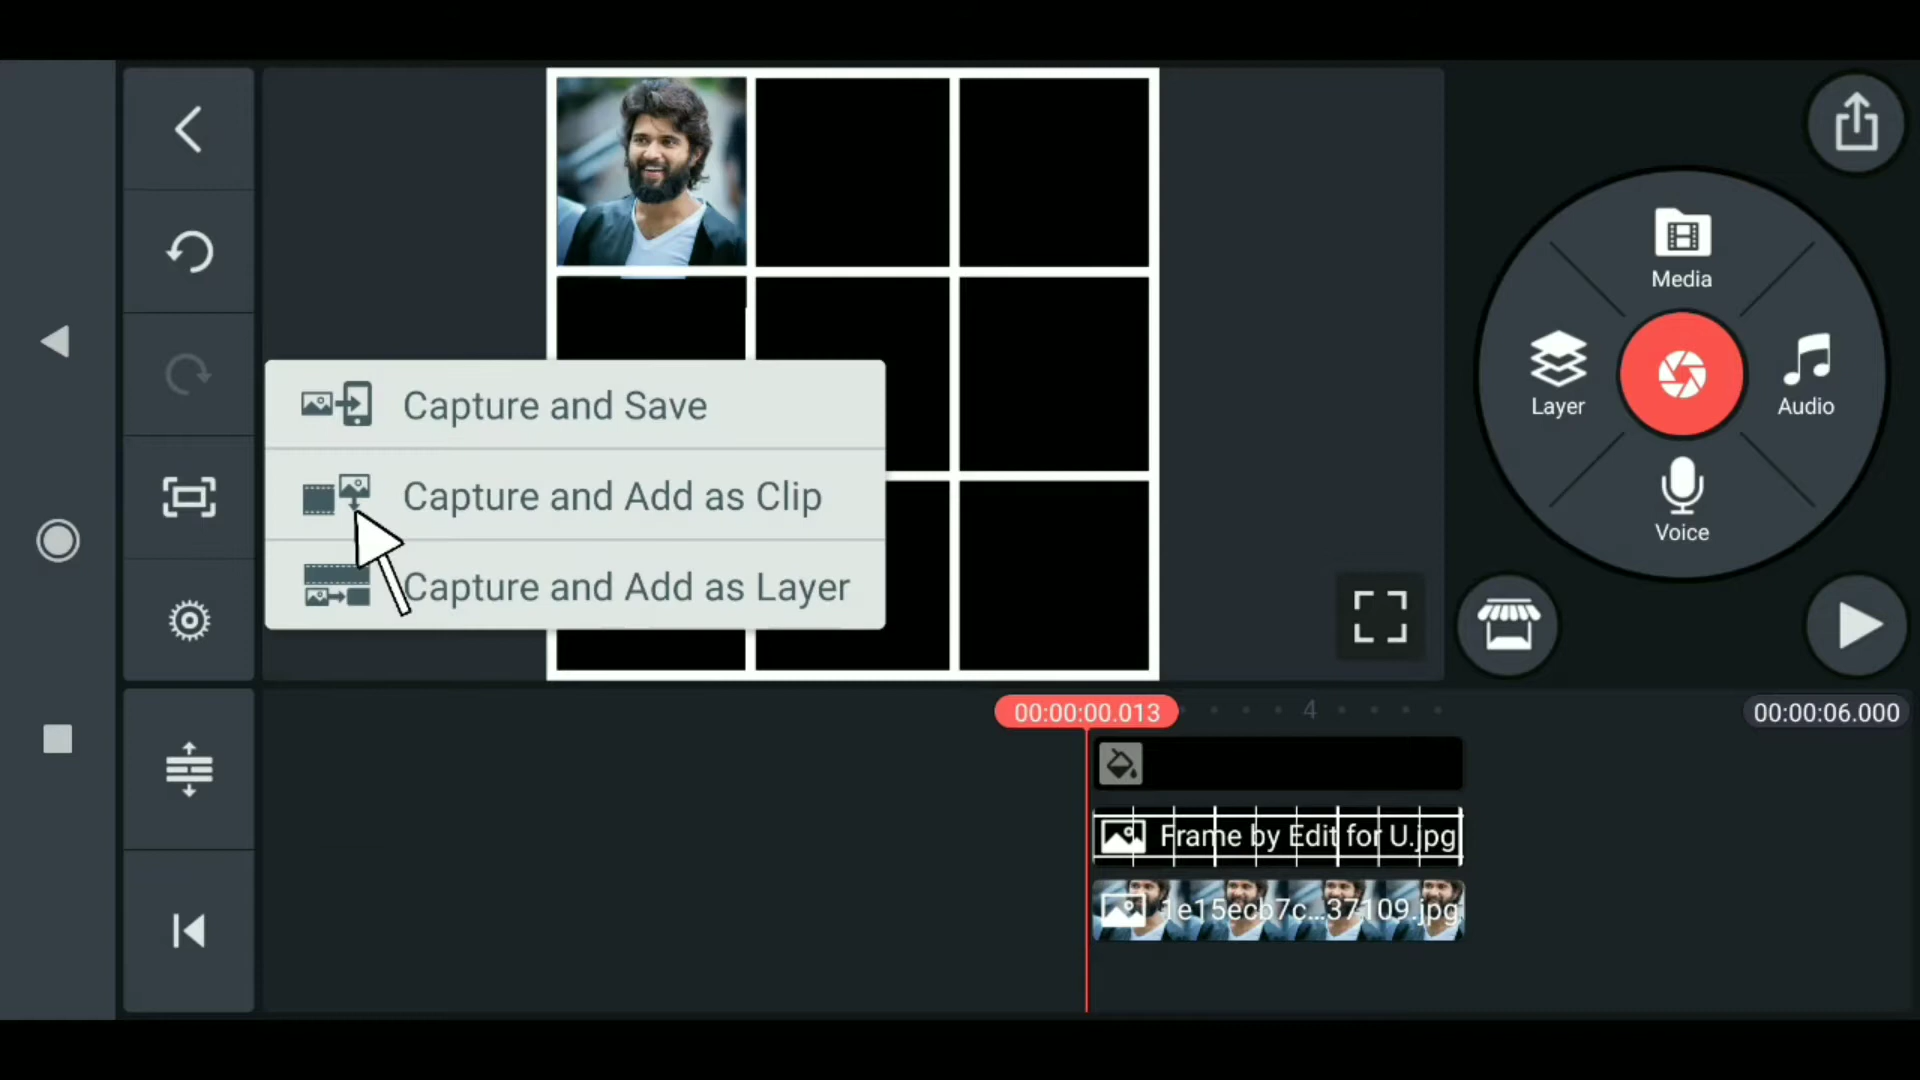 Media
Layer
Audio
Voice
Capture and Save
Capture and Add as Clip
Capture and Add as Layer
00:00:00.013
4
00:00:06.000
Frame by Edit for U.jpg
1e15ecb7c...37109.jpg